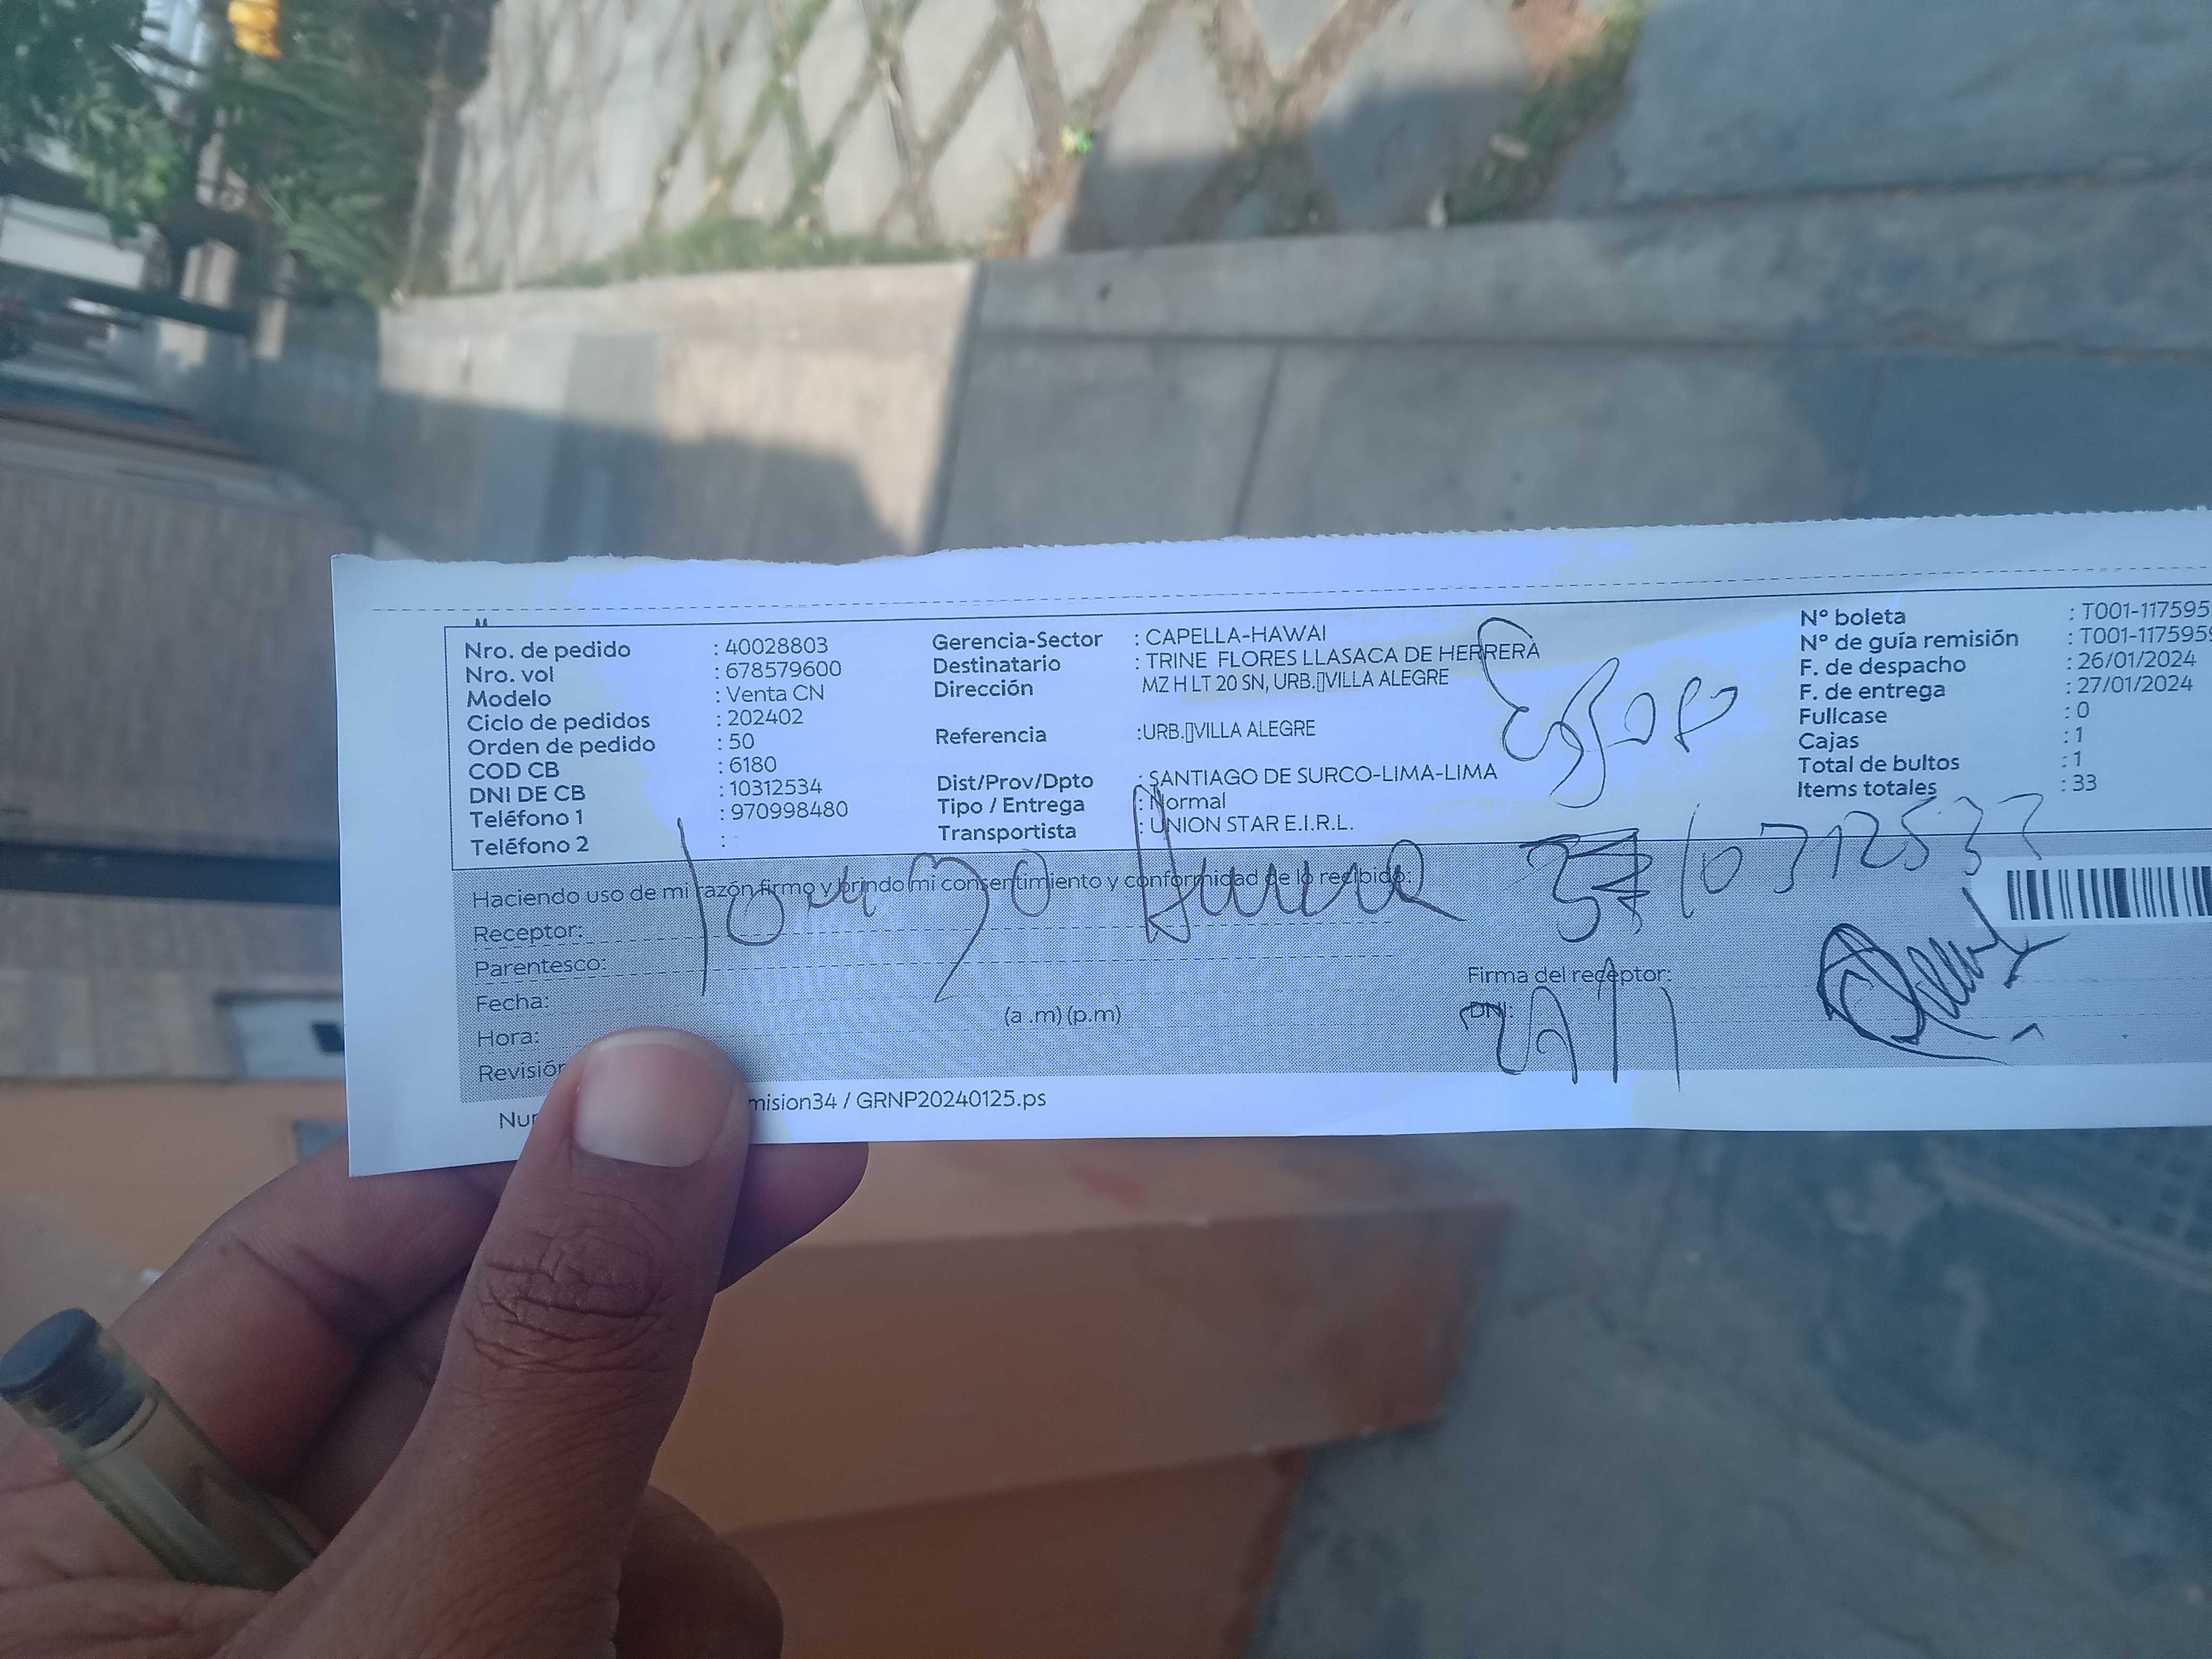 Nro. de pedido : 40028803
Nro. vol : 678579600
Modelo : Venta CN
Ciclo de pedidos : 202402
Orden de pedido : 50
COD CB : 6180
DNI DE CB : 10312534
Teléfono 1 : 970998480
Teléfono 2 :
Gerencia-Sector : CAPELLA-HAWAI
Destinatario : TRINE FLORES LLASACA DE HERRERA
Dirección MZ H LT 20 SN, URB.▯VILLA ALEGRE
Referencia :URB.▯VILLA ALEGRE
Dist/Prov/Dpto : SANTIAGO DE SURCO-LIMA-LIMA
Tipo / Entrega : Normal
Transportista : UNION STAR E.I.R.L.
Esposo
Nº boleta : T001-117595
Nº de guía remisión : T001-117595
F. de despacho : 26/01/2024
F. de entrega : 27/01/2024
Fullcase : 0
Cajas : 1
Total de bultos : 1
Items totales : 33
Haciendo uso de mi razón firmo y brindo mi consentimiento y conformidad de lo recibido:
Receptor:
Parentesco:
Fecha:
Hora: (a .m) (p.m)
Revisión
Firma del receptor:
DNI:
mision34 / GRNP20240125.ps